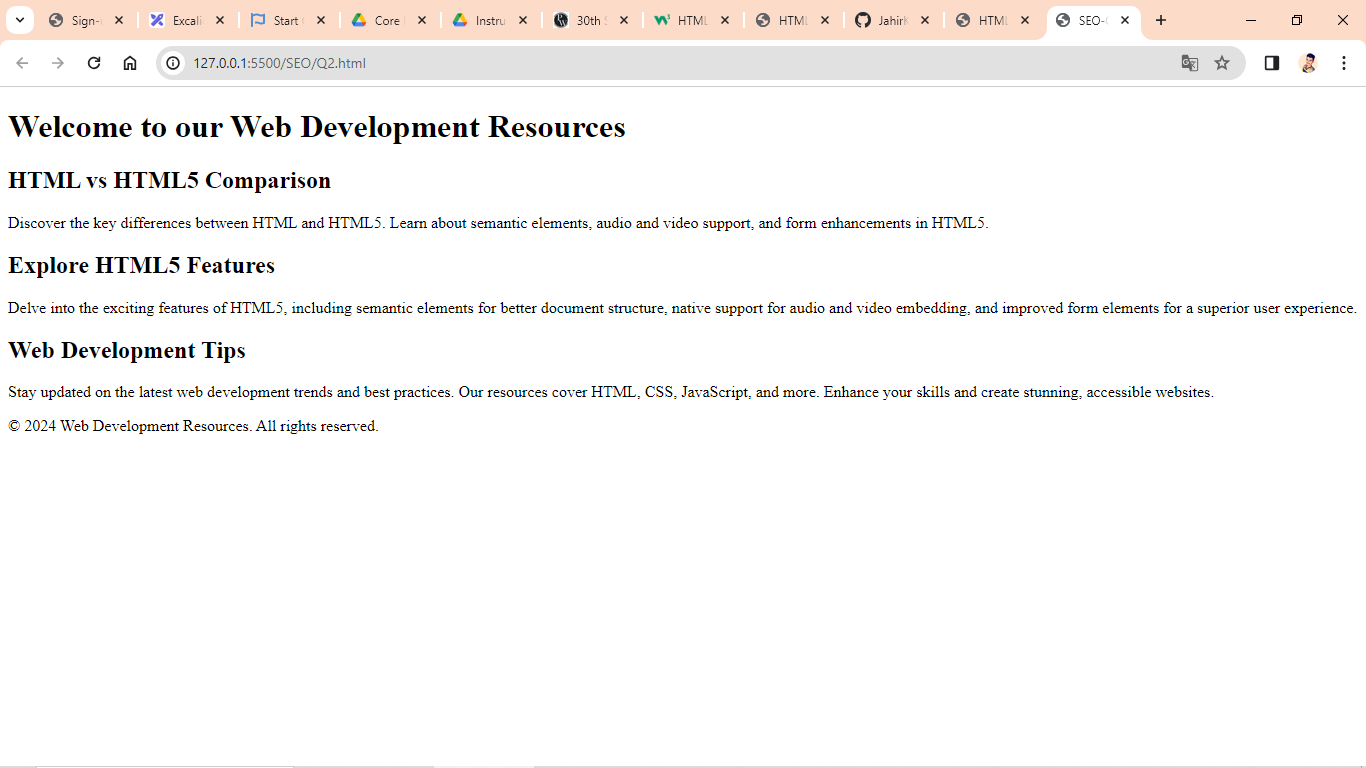 Sign- Excali Start Core Instru 30th HTML HTML Jahir HTML SEO-
127.0.0.1:5500/SEO/Q2.html
Welcome to our Web Development Resources
HTML vs HTML5 Comparison
Discover the key differences between HTML and HTML5. Learn about semantic elements, audio and video support, and form enhancements in HTML5.
Explore HTML5 Features
Delve into the exciting features of HTML5, including semantic elements for better document structure, native support for audio and video embedding, and improved form elements for a superior user experience.
Web Development Tips
Stay updated on the latest web development trends and best practices. Our resources cover HTML, CSS, JavaScript, and more. Enhance your skills and create stunning, accessible websites.
© 2024 Web Development Resources. All rights reserved.